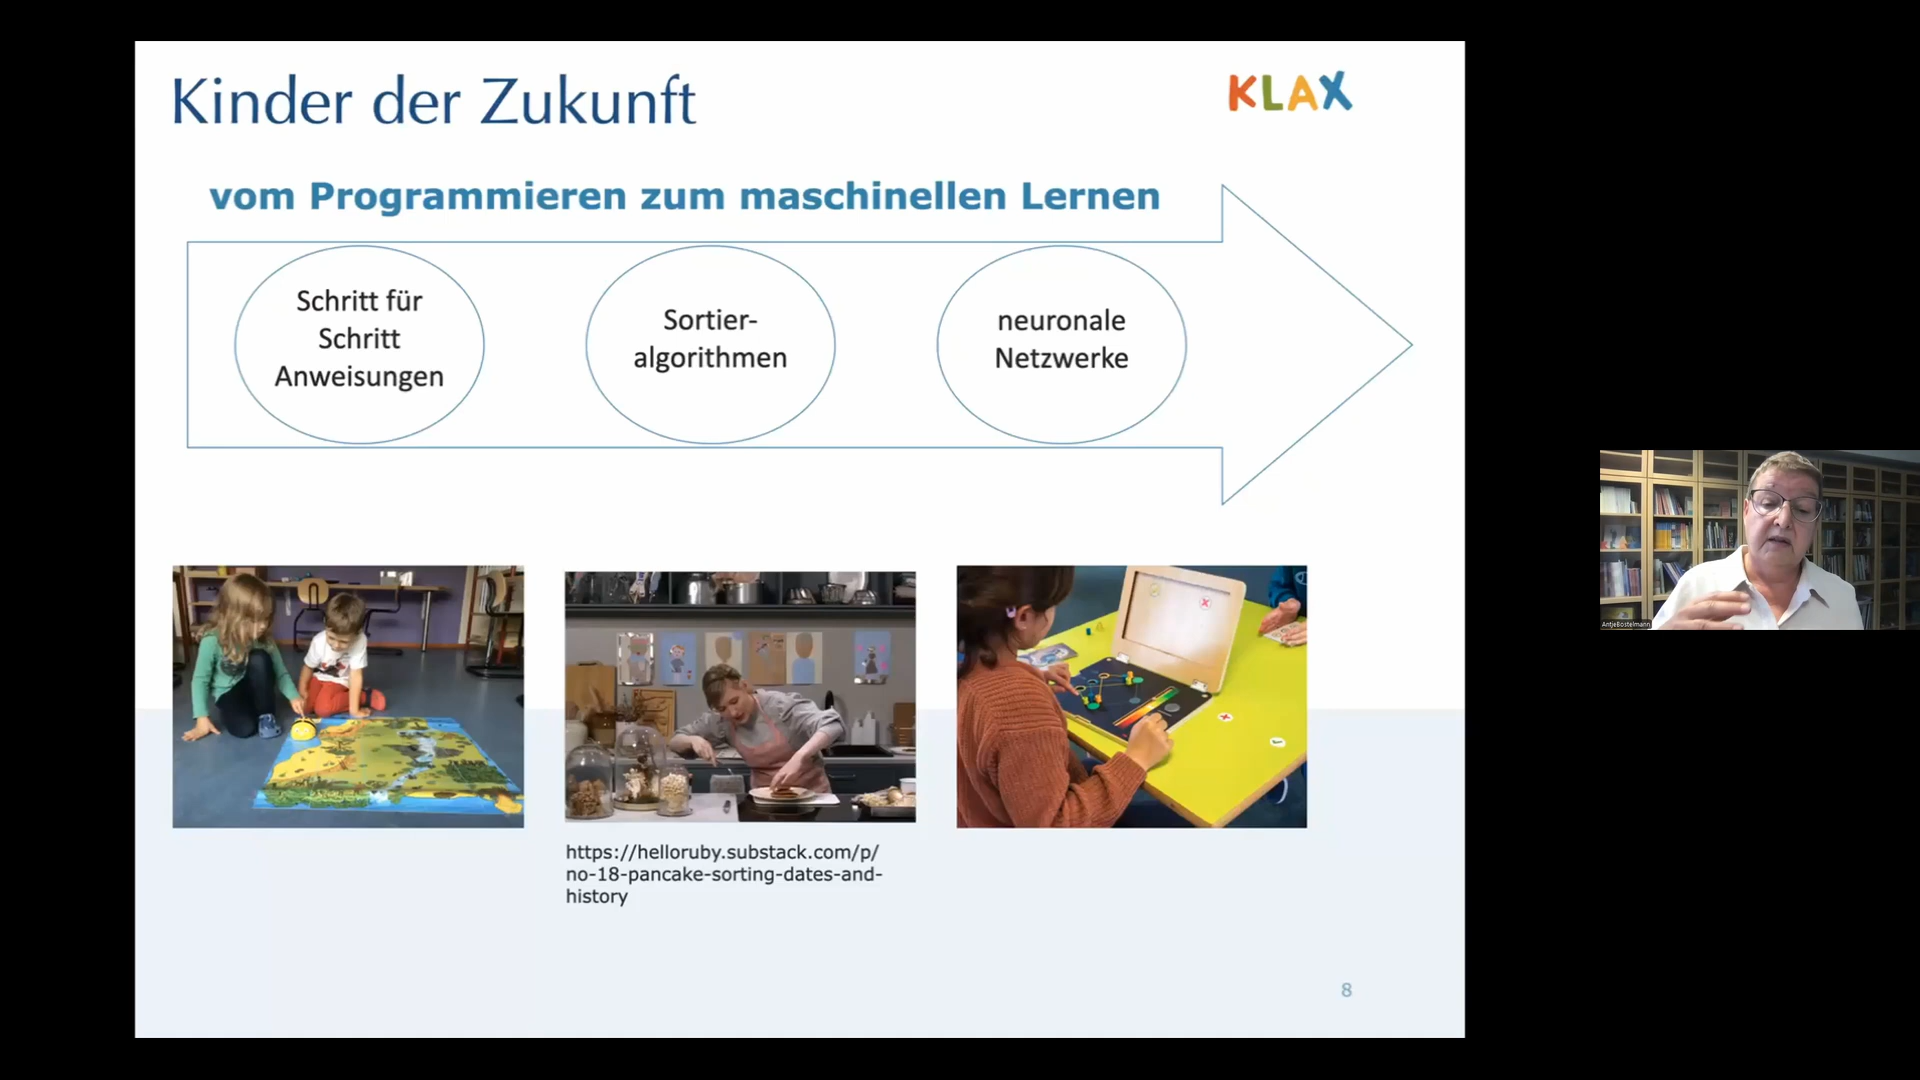 Kinder der Zukunft
KLAX
vom Programmieren zum maschinellen Lernen
Schritt für
Schritt
Anweisungen
Sortier-
algorithmen
neuronale
Netzwerke
https://helloruby.substack.com/p/
no-18-pancake-sorting-dates-and-
history
8
AntjeBostelmann